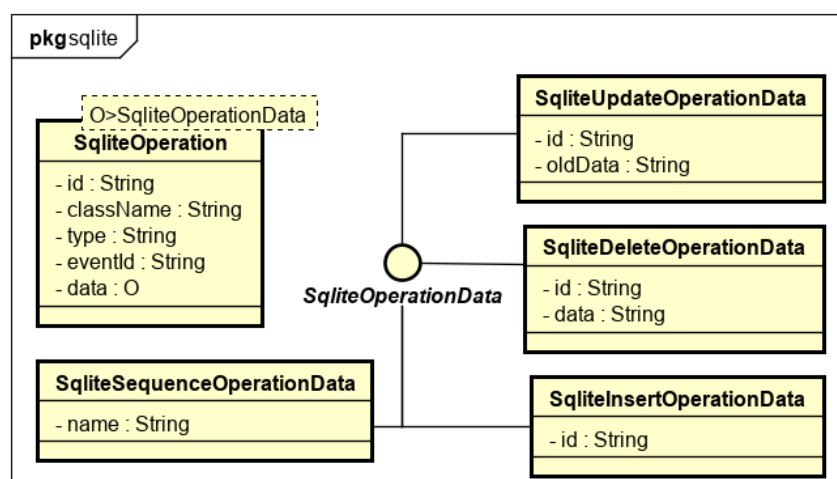 pkg sqlite
O>SqliteOperationData
SqliteOperation
- id : String
- className : String
- type : String
- eventId : String
- data : O
SqliteUpdateOperationData
- id : String
- oldData : String
SqliteDeleteOperationData
- id : String
- data : String
SqliteOperationData
SqliteSequenceOperationData
- name : String
SqliteInsertOperationData
- id : String